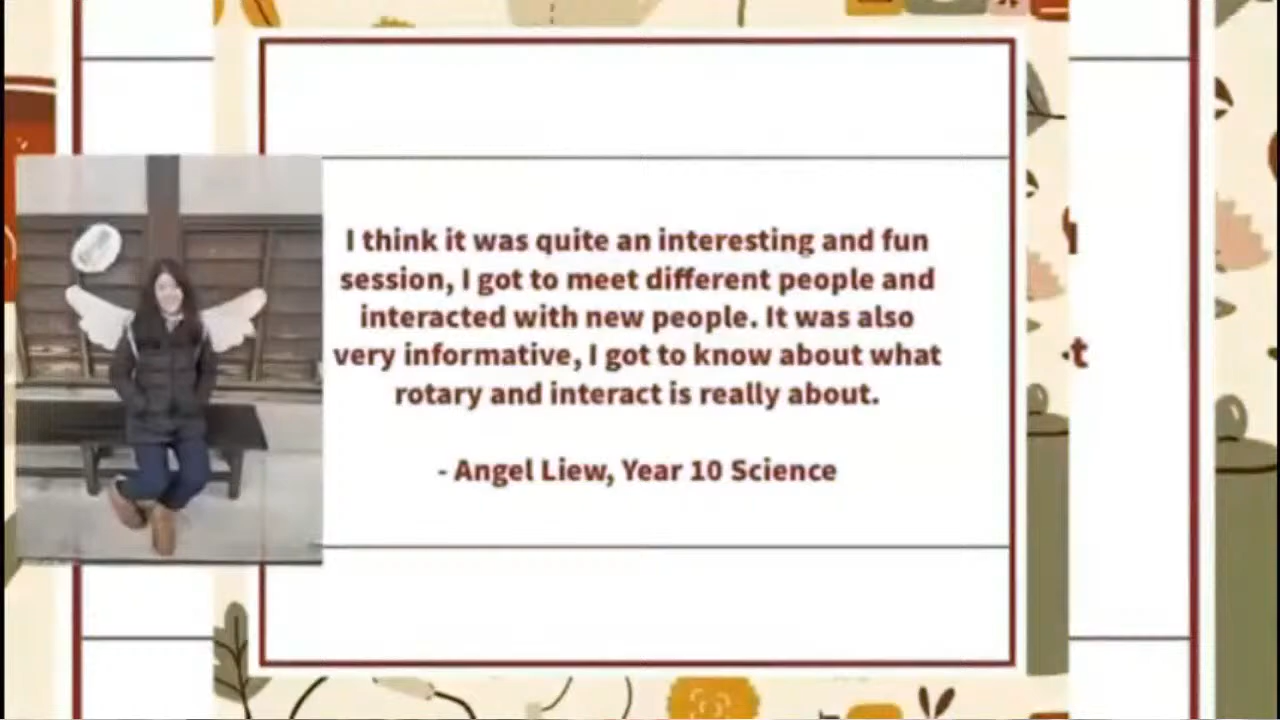 I think it was quite an interesting and fun
session, I got to meet different people and
interacted with new people. It was also
very informative, I got to know about what
rotary and interact is really about.
- Angel Liew, Year 10 Science